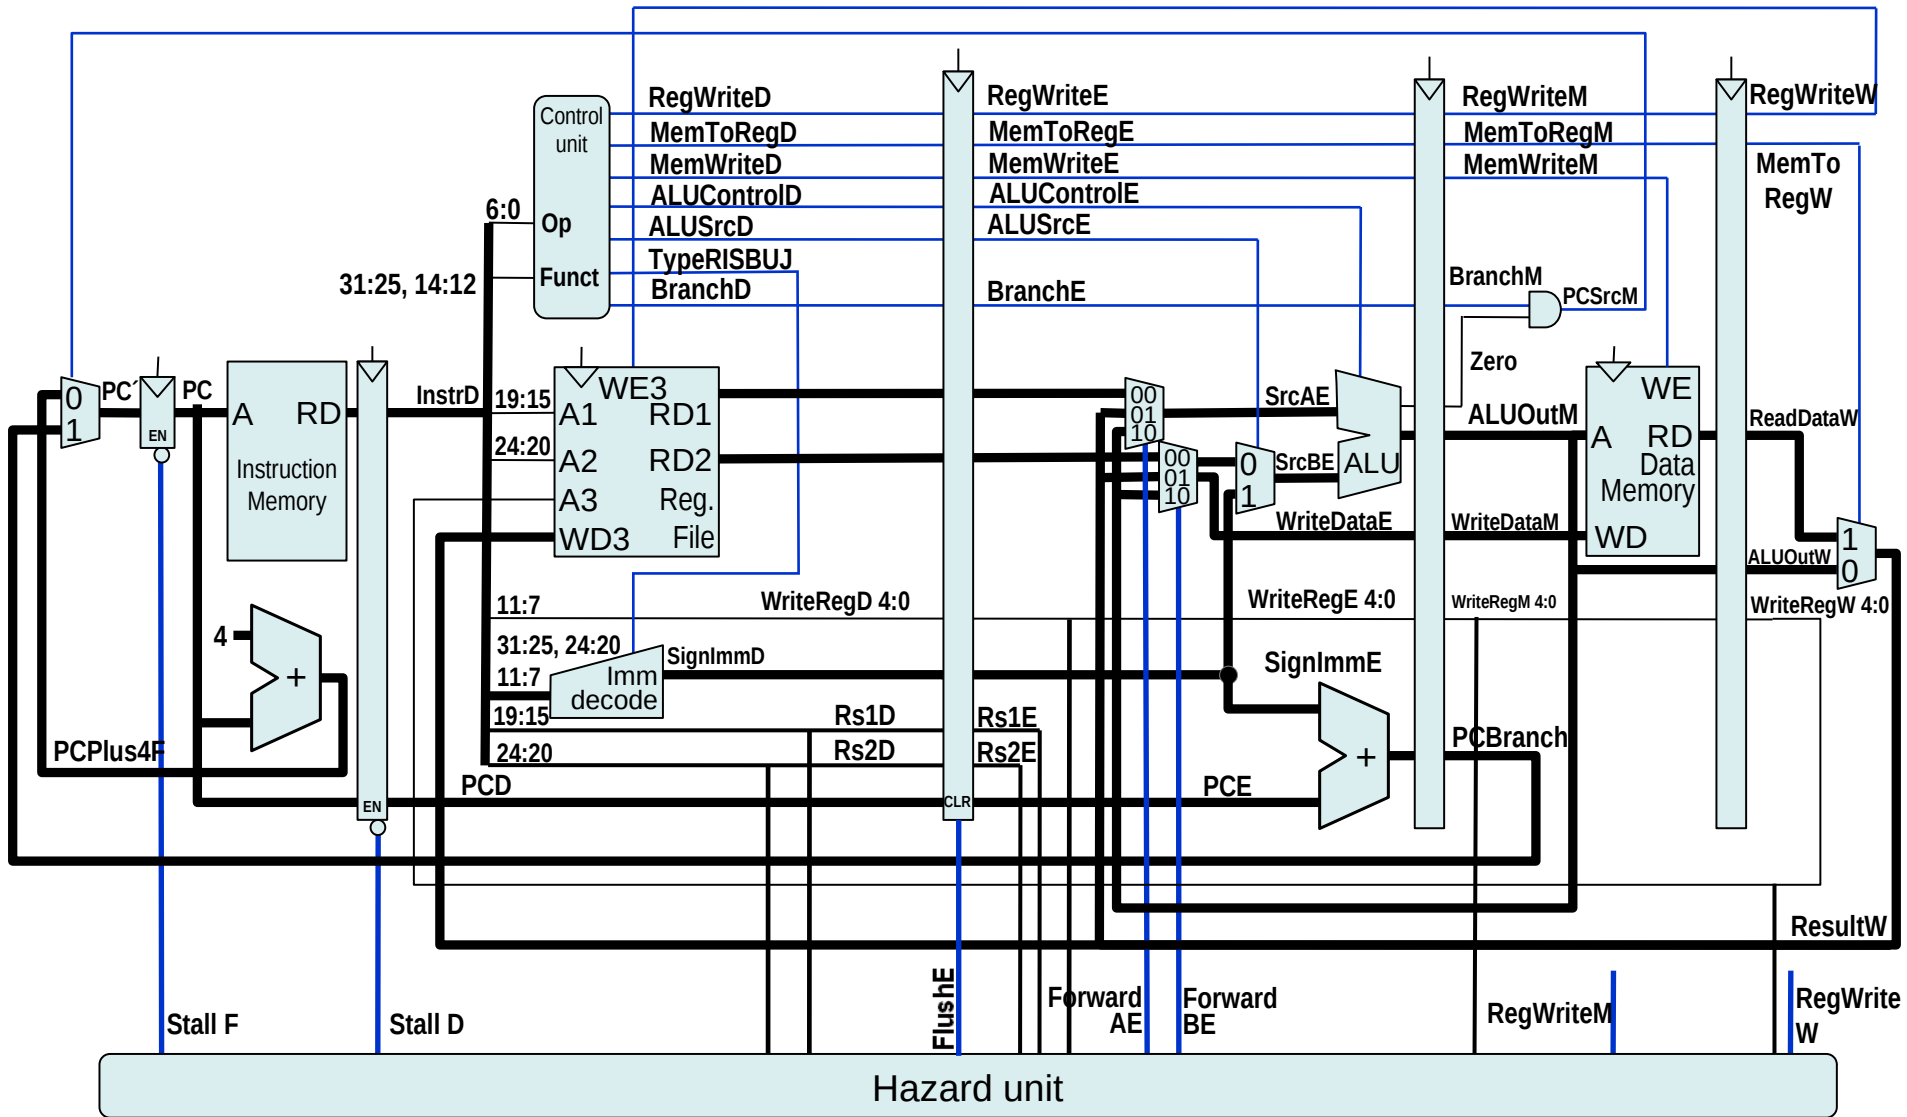 RegWriteD
RegWriteE
RegWriteM
RegWriteW
Control
unit
MemToRegD
MemToRegE
MemToRegM
MemWriteD
MemWriteE
MemWriteM
MemTo
RegW
ALUControlD
ALUControlE
6:0
Op
ALUSrcD
ALUSrcE
TypeRISBUJ
31:25, 14:12
Funct
BranchD
BranchE
BranchM
PCSrcM
Zero
0
1
PC´
EN
PC
A
RD
Instruction
Memory
InstrD
19:15
24:20
WE3
A1
RD1
A2
RD2
A3
Reg.
WD3
File
00
01
10
00
01
10
0
1
SrcAE
SrcBE
ALU
ALUOutM
WE
A
RD
Data
Memory
WD
ReadDataW
WriteDataE
WriteDataM
ALUOutW
1
0
11:7
WriteRegD 4:0
WriteRegE 4:0
WriteRegM 4:0
WriteRegW 4:0
4
+
31:25, 24:20
11:7
Imm
decode
SignImmD
SignImmE
19:15
Rs1D
Rs1E
24:20
Rs2D
Rs2E
PCPlus4F
PCD
EN
CLR
PCE
+
PCBranch
ResultW
Stall F
Stall D
FlushE
Forward
AE
Forward
BE
RegWriteM
RegWrite
W
Hazard unit